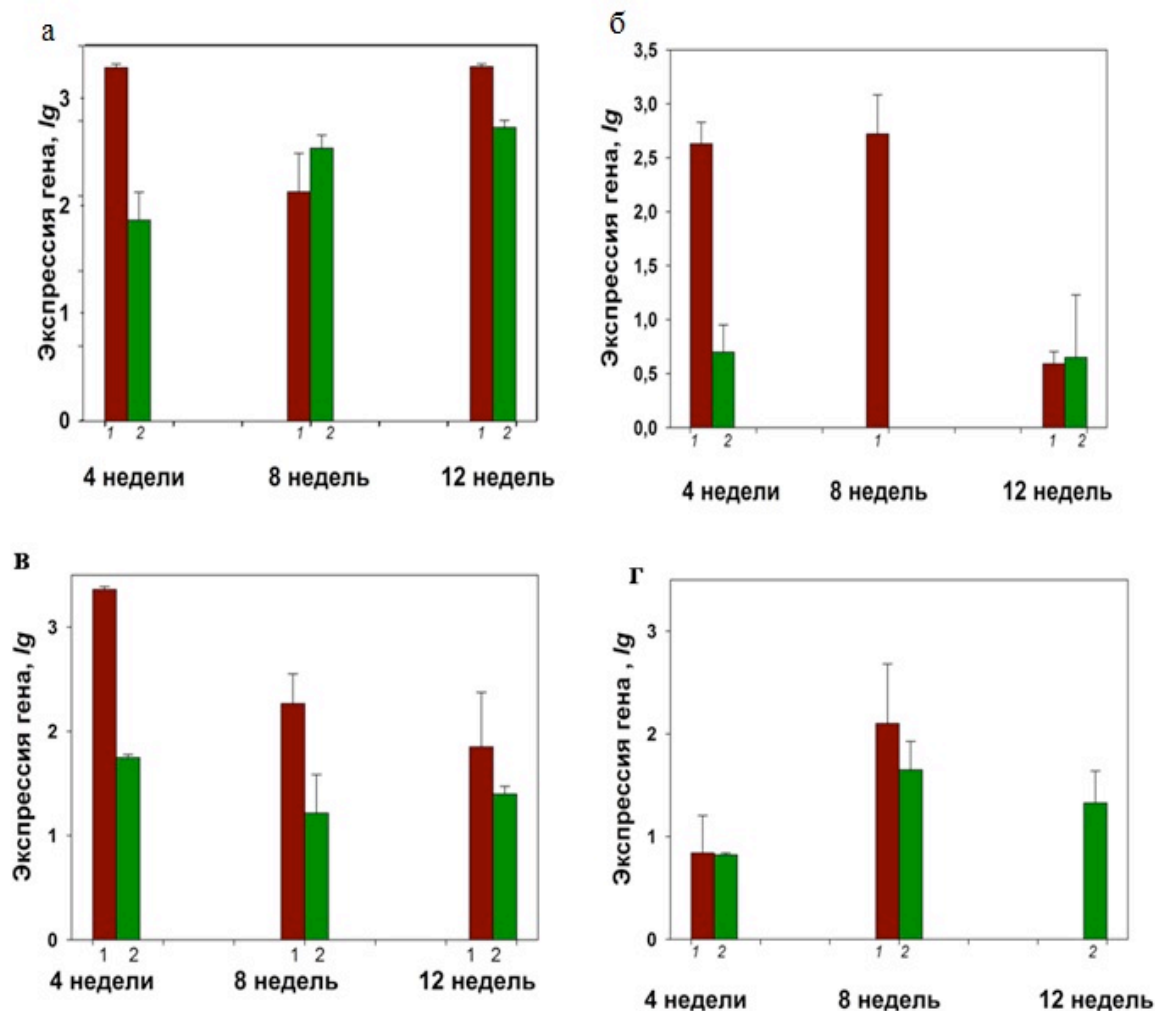 а
Экспрессия гена, lg
3
2
1
0
1 2 1 2 1 2
4 недели 8 недель 12 недель
б
Экспрессия гена, lg
3,5
3,0
2,5
2,0
1,5
1,0
0,5
0,0
1 2 1 1 2
4 недели 8 недель 12 недель
в
Экспрессия гена, lg
3
2
1
0
1 2 1 2 1 2
4 недели 8 недель 12 недель
г
Экспрессия гена , lg
3
2
1
0
1 2 1 2 2
4 недели 8 недель 12 недель